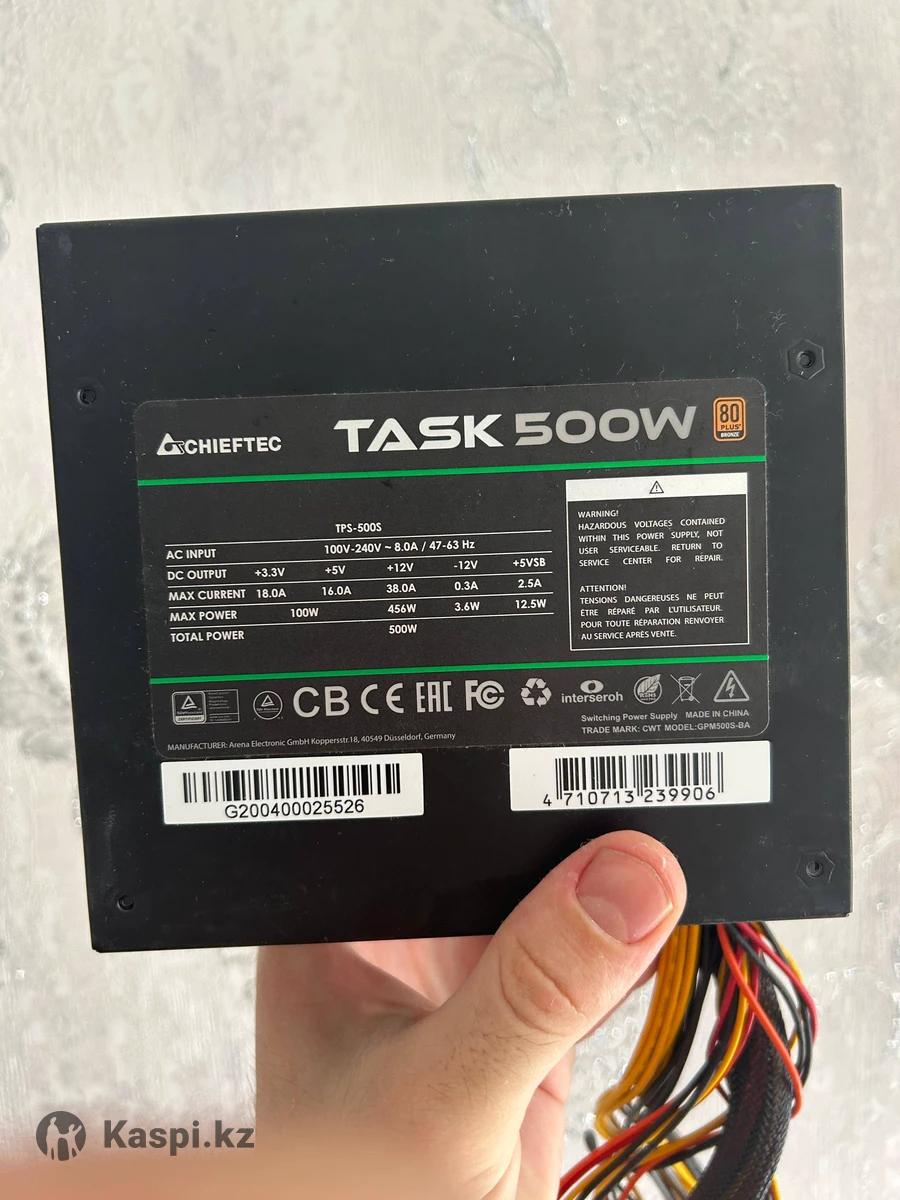 CHIEFTEC
TASK 500W
80
PLUS
BRONZE
TPS-500S
AC INPUT 100V-240V ~ 8.0A / 47-63 Hz
DC OUTPUT +3.3V +5V +12V -12V +5VSB
MAX CURRENT 18.0A 16.0A 38.0A 0.3A 2.5A
MAX POWER 100W 456W 3.6W 12.5W
TOTAL POWER 500W
WARNING!
HAZARDOUS VOLTAGES CONTAINED
WITHIN THIS POWER SUPPLY, NOT
USER SERVICEABLE. RETURN TO
SERVICE CENTER FOR REPAIR.
ATTENTION!
TENSIONS DANGEREUSES NE PEUT
ÊTRE RÉPARÉ PAR L'UTILISATEUR.
POUR TOUTE RÉPARATION RENVOYER
AU SERVICE APRÈS VENTE.
CB CE EAC FC interseroh RoHS
Switching Power Supply MADE IN CHINA
TRADE MARK: CWT MODEL:GPM500S-BA
MANUFACTURER: Arena Electronic GmbH Koppersstr.18, 40549 Düsseldorf, Germany
G200400025526
4 710713 239906
Kaspi.kz